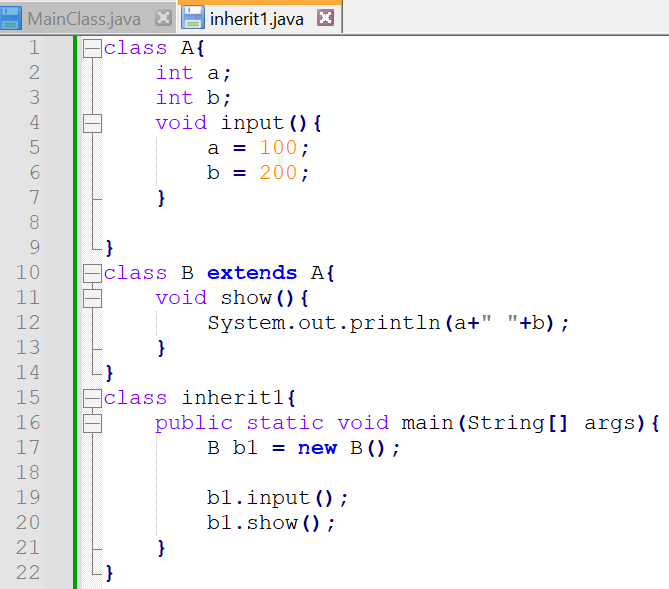 MainClass.java inherit1.java
1 class A{
2     int a;
3     int b;
4     void input(){
5         a = 100;
6         b = 200;
7     }
8
9 }
10 class B extends A{
11     void show(){
12         System.out.println(a+" "+b);
13     }
14 }
15 class inherit1{
16     public static void main(String[] args){
17         B b1 = new B();
18
19         b1.input();
20         b1.show();
21     }
22 }